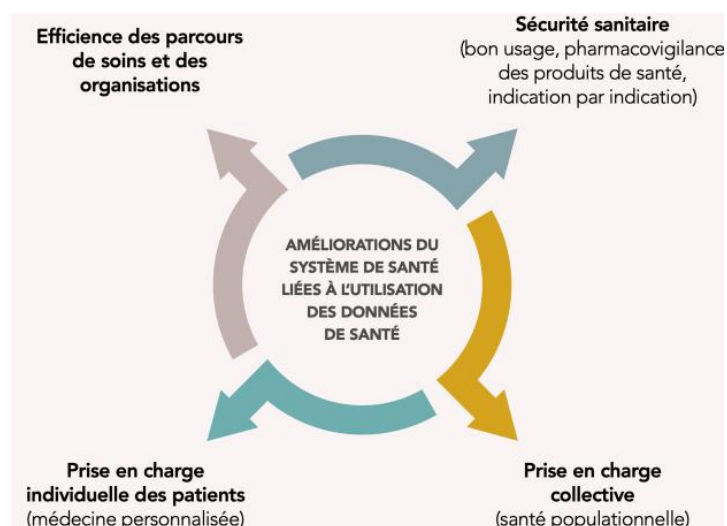 Efficience des parcours
de soins et des
organisations
Sécurité sanitaire
(bon usage, pharmacovigilance
des produits de santé,
indication par indication)
AMÉLIORATIONS DU
SYSTÈME DE SANTÉ
LIÉES À L'UTILISATION
DES DONNÉES
DE SANTÉ
Prise en charge
individuelle des patients
(médecine personnalisée)
Prise en charge
collective
(santé populationnelle)